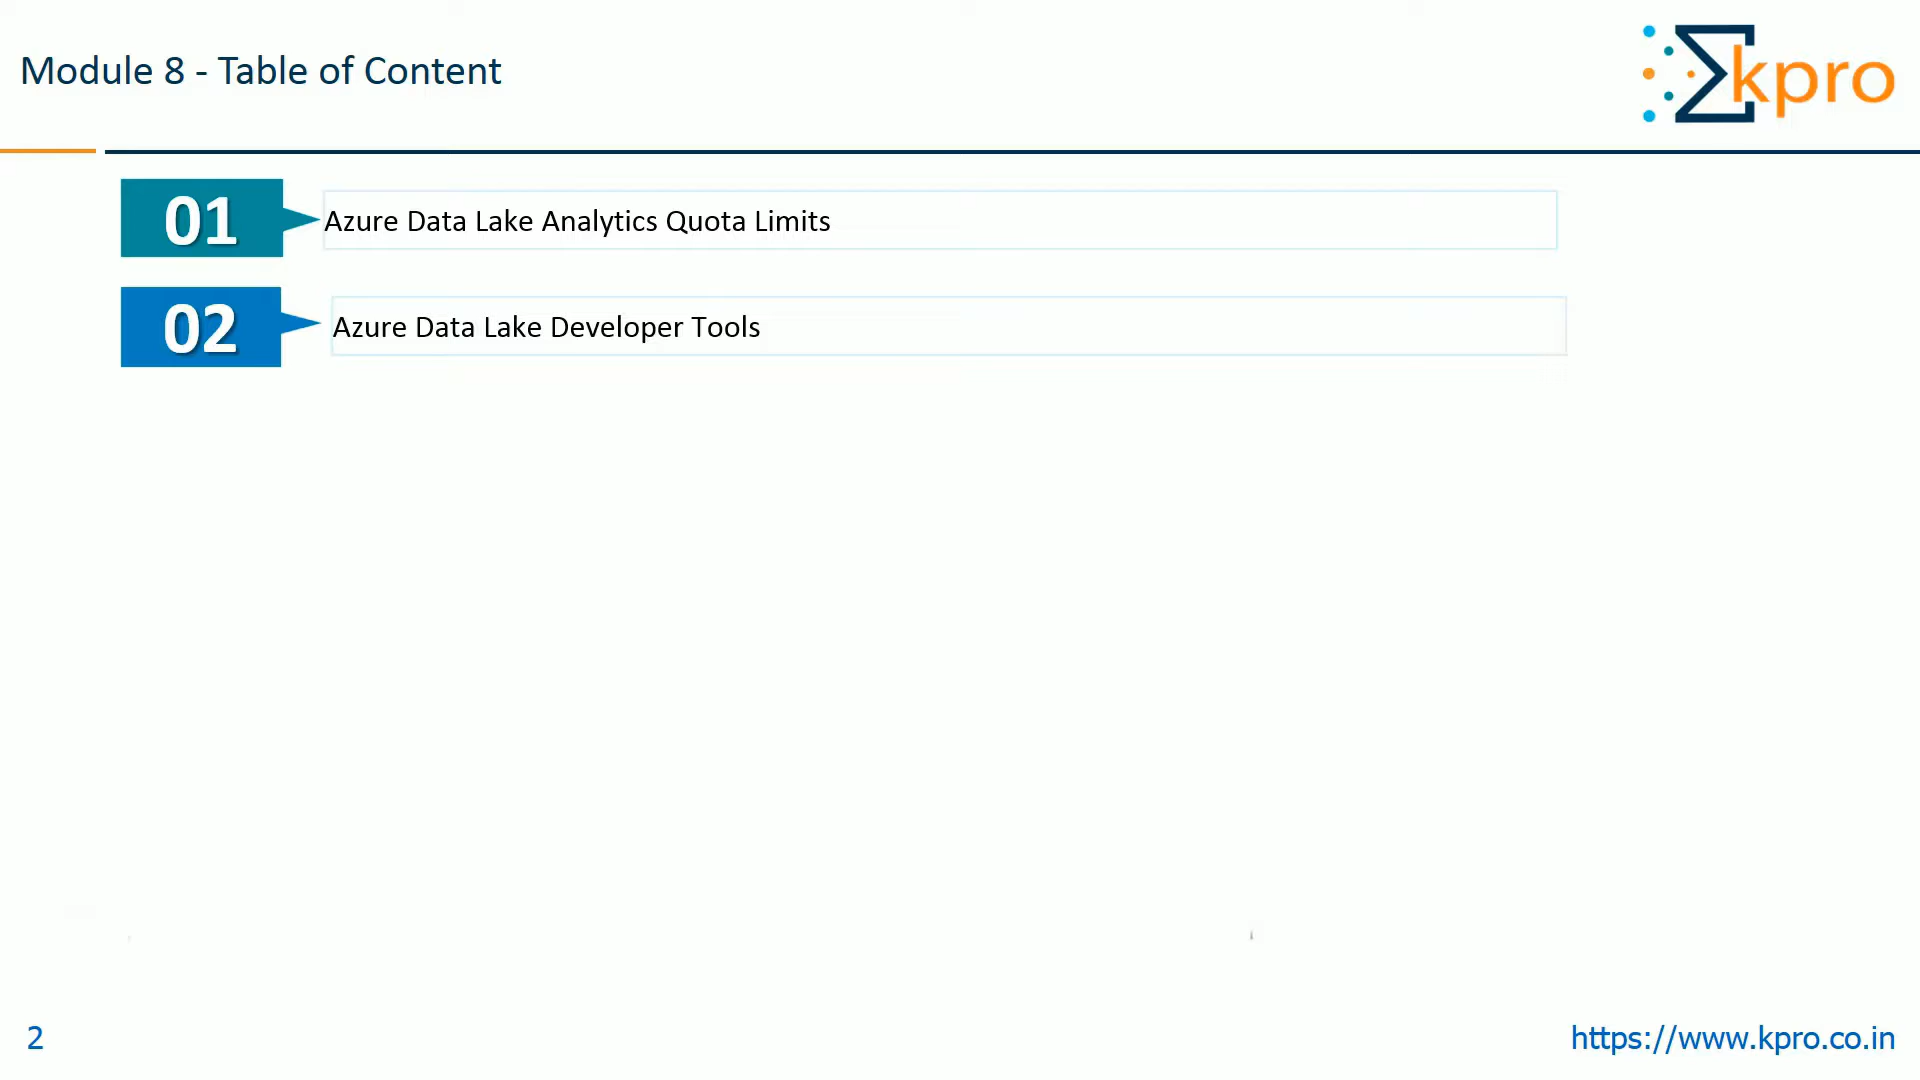 Module 8 - Table of Content
Σkpro
01
Azure Data Lake Analytics Quota Limits
02
Azure Data Lake Developer Tools
2
https://www.kpro.co.in